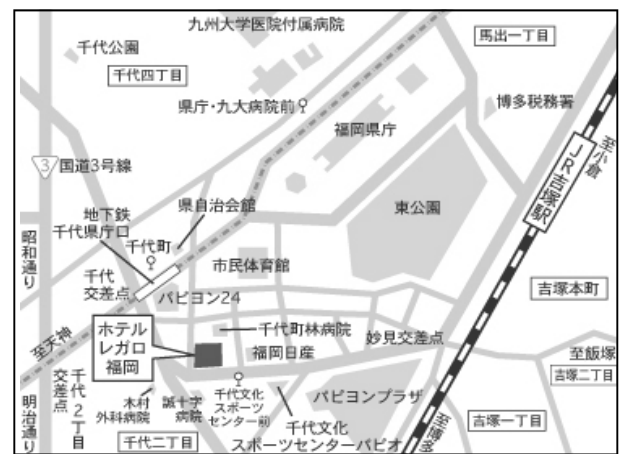 九州大学医院付属病院
馬出一丁目
千代公園
千代四丁目
県庁・九大病院前
博多税務署
福岡県庁
3
国道3号線
至小倉
JR吉塚駅
県自治会館
地下鉄
千代県庁口
東公園
千代町
昭和通り
市民体育館
千代
交差点
パピヨン24
吉塚本町
ホテル
レガロ
福岡
千代町林病院
妙見交差点
至天神
福岡日産
至飯塚
吉塚二丁目
千代2丁目
交差点
明治通り
木村
外科病院
誠十字
病院
千代文化
スポーツ
センター前
パピヨンプラザ
千代文化
スポーツセンターパピオ
千代二丁目
吉塚一丁目
至博多